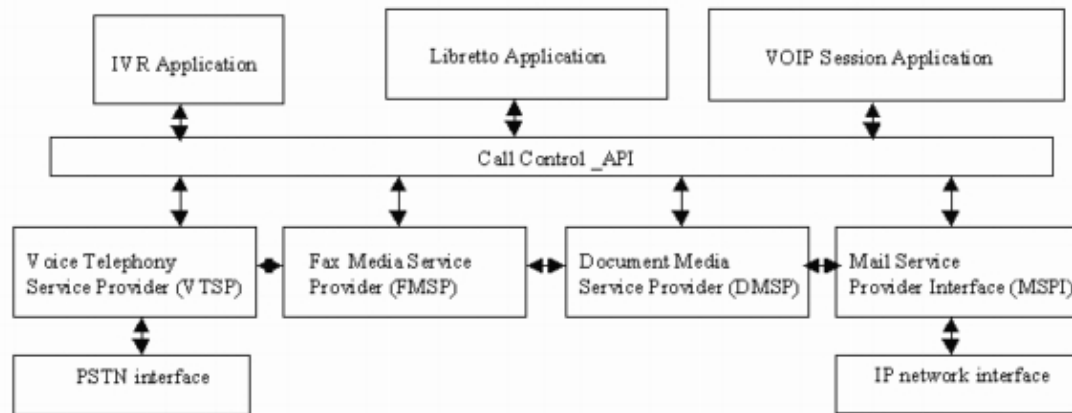 IVR Application
Libretto Application
VOIP Session Application
Call Control _API
Voice Telephony
Service Provider (VTSP)
Fax Media Service
Provider (FMSP)
Document Media
Service Provider (DMSP)
Mail Service
Provider Interface (MSPI)
PSTN interface
IP network interface